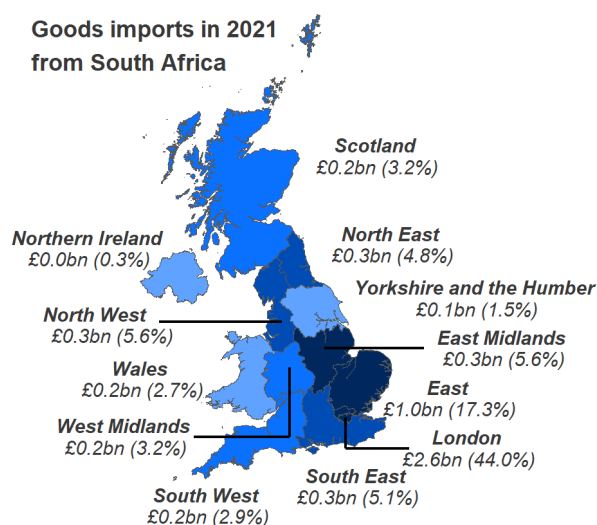 Goods imports in 2021
from South Africa
Scotland
£0.2bn (3.2%)
Northern Ireland
£0.0bn (0.3%)
North East
£0.3bn (4.8%)
Yorkshire and the Humber
£0.1bn (1.5%)
North West
£0.3bn (5.6%)
East Midlands
£0.3bn (5.6%)
Wales
£0.2bn (2.7%)
East
£1.0bn (17.3%)
West Midlands
£0.2bn (3.2%)
London
£2.6bn (44.0%)
South East
£0.3bn (5.1%)
South West
£0.2bn (2.9%)